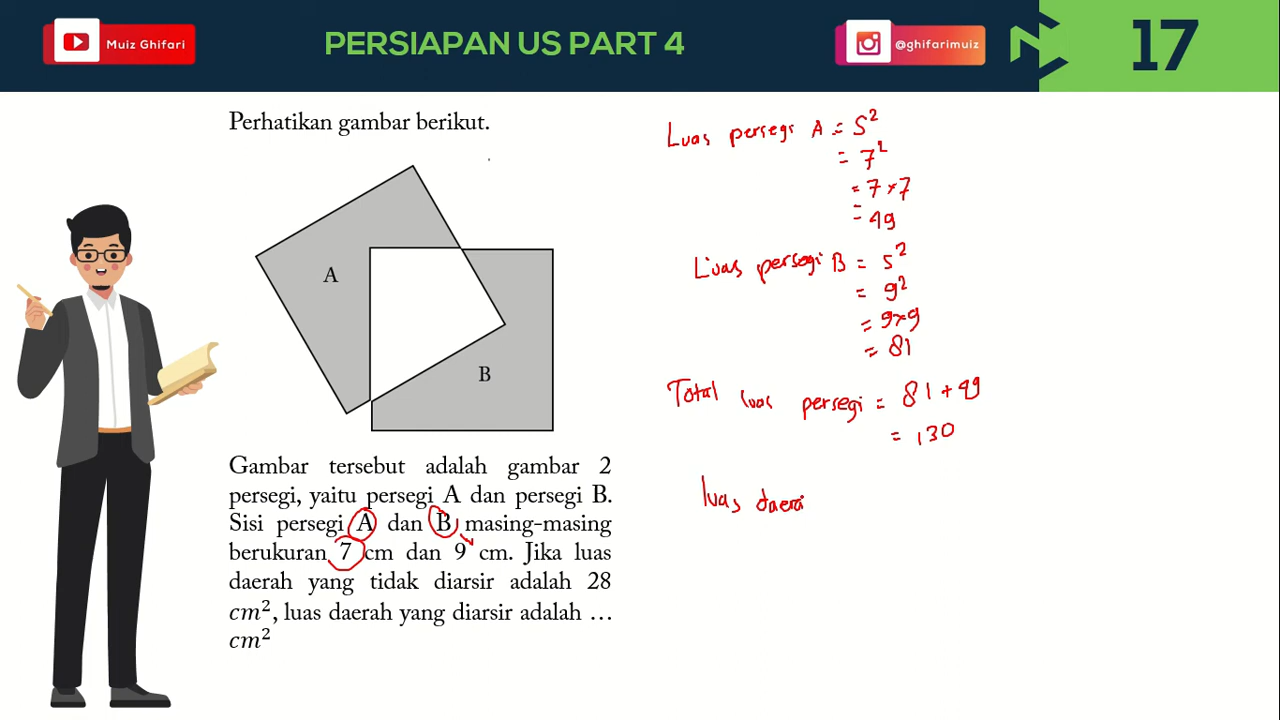 Muiz Ghifari
PERSIAPAN US PART 4
@ghifarimuiz
17
Perhatikan gambar berikut.
A
B
Gambar tersebut adalah gambar 2
persegi, yaitu persegi A dan persegi B.
Sisi persegi A dan B masing-masing
berukuran 7 cm dan 9 cm. Jika luas
daerah yang tidak diarsir adalah 28
cm², luas daerah yang diarsir adalah …
cm²
Luas persegi A = S²
= 7²
= 7 × 7
= 49
Luas persegi B = s²
= 9²
= 9×9
= 81
Total luas persegi = 81 + 49
= 130
luas daera